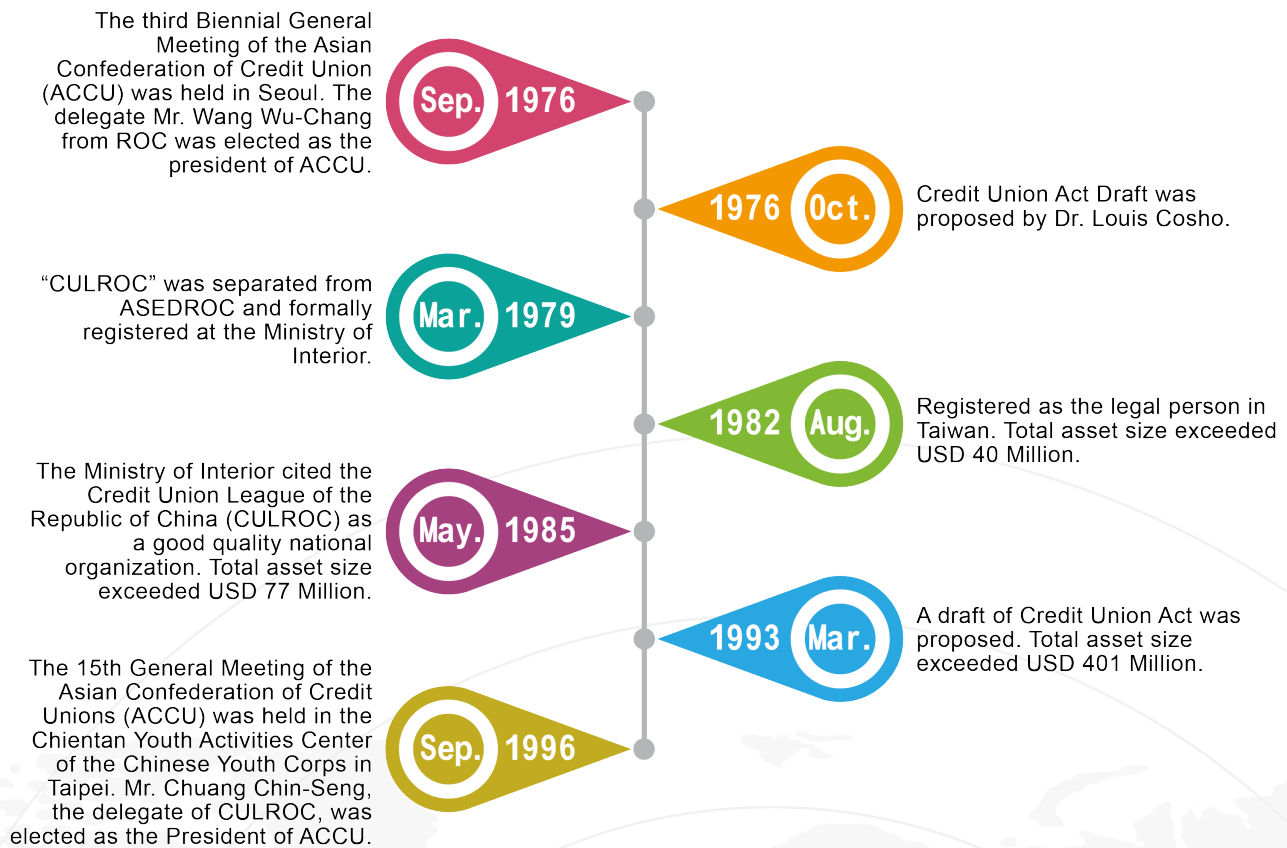 The third Biennial General
Meeting of the Asian
Confederation of Credit Union
(ACCU) was held in Seoul. The
delegate Mr. Wang Wu-Chang
from ROC was elected as the
president of ACCU.
Sep. 1976
1976 Oct.
Credit Union Act Draft was
proposed by Dr. Louis Cosho.
“CULROC” was separated from
ASEDROC and formally
registered at the Ministry of
Interior.
Mar. 1979
1982 Aug.
Registered as the legal person in
Taiwan. Total asset size exceeded
USD 40 Million.
The Ministry of Interior cited the
Credit Union League of the
Republic of China (CULROC) as
a good quality national
organization. Total asset size
exceeded USD 77 Million.
May. 1985
1993 Mar.
A draft of Credit Union Act was
proposed. Total asset size
exceeded USD 401 Million.
The 15th General Meeting of the
Asian Confederation of Credit
Unions (ACCU) was held in the
Chientan Youth Activities Center
of the Chinese Youth Corps in
Taipei. Mr. Chuang Chin-Seng,
the delegate of CULROC, was
elected as the President of ACCU.
Sep. 1996